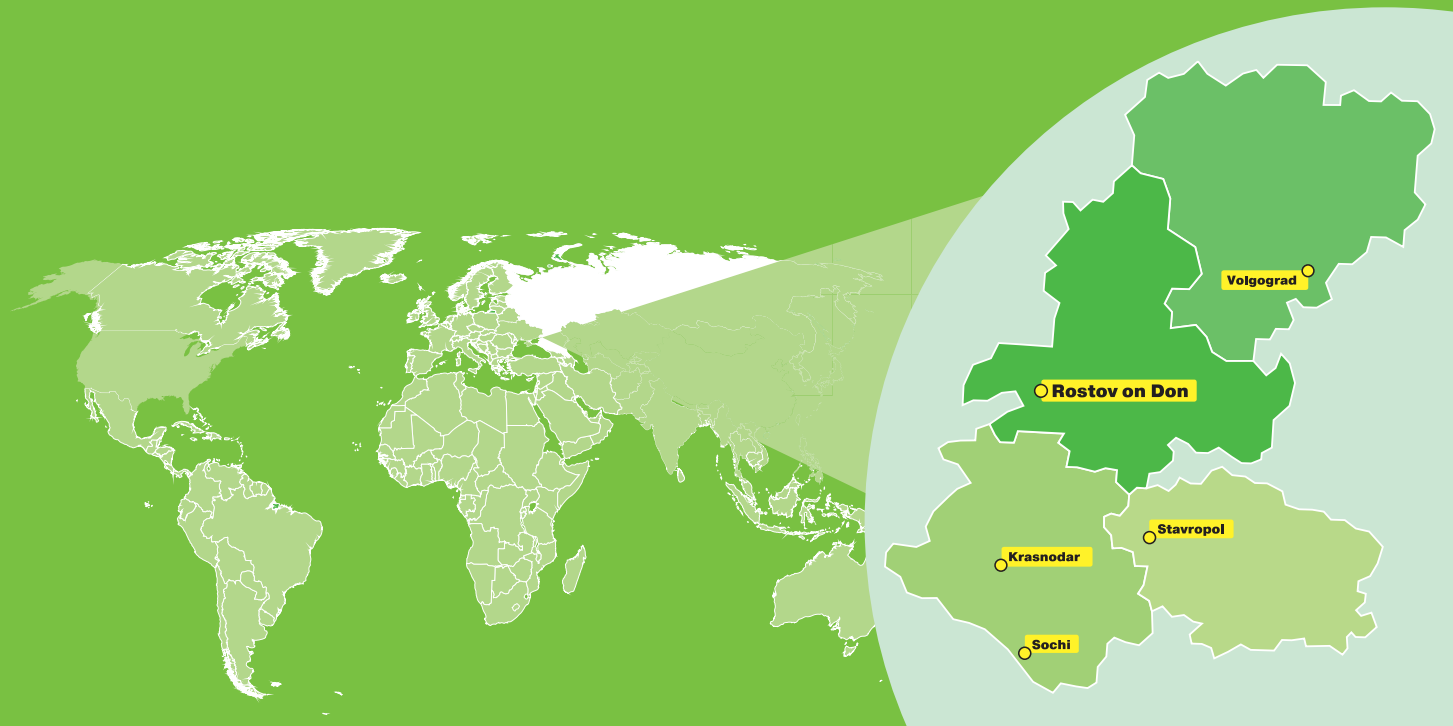 Volgograd
Rostov on Don
Stavropol
Krasnodar
Sochi